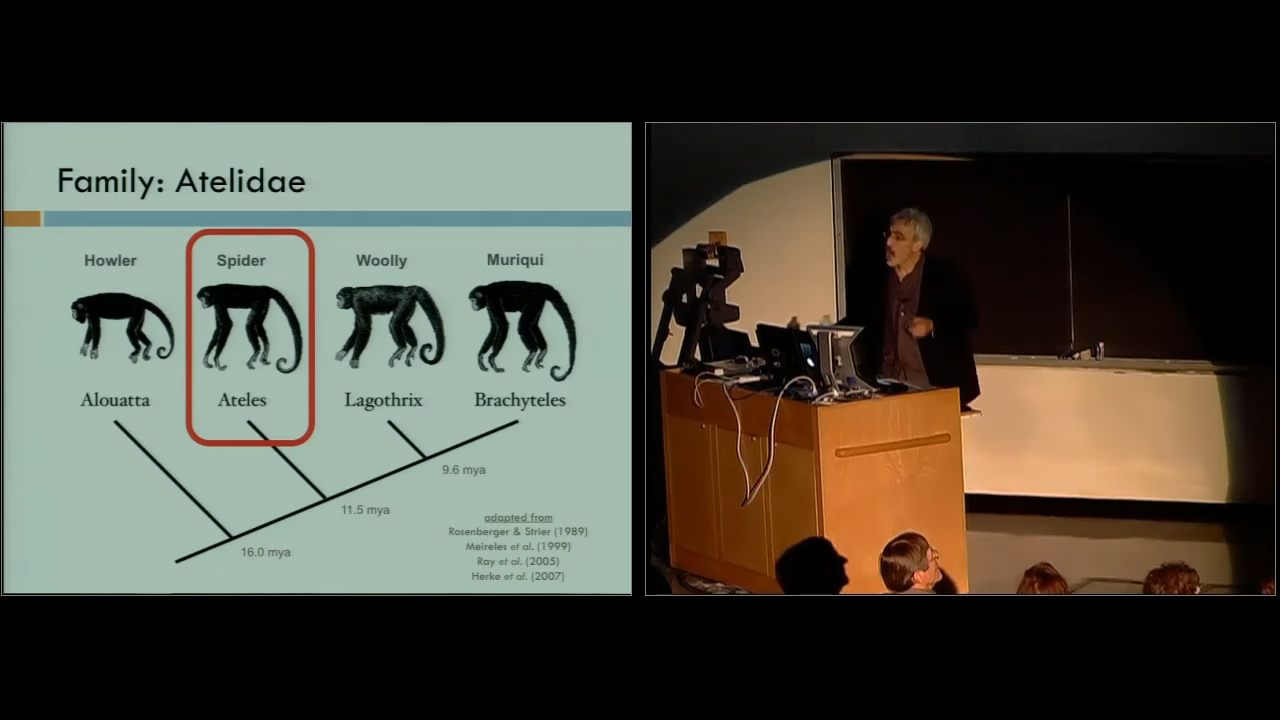 Family: Atelidae
Howler
Spider
Woolly
Muriqui
Alouatta
Ateles
Lagothrix
Brachyteles
9.6 mya
11.5 mya
16.0 mya
adapted from
Rosenberger & Strier (1989)
Meireles et al. (1999)
Ray et al. (2005)
Herke et al. (2007)